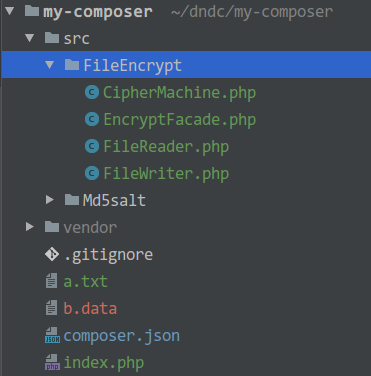 my-composer ~/dndc/my-composer
src
FileEncrypt
CipherMachine.php
EncryptFacade.php
FileReader.php
FileWriter.php
Md5salt
vendor
.gitignore
a.txt
b.data
composer.json
index.php